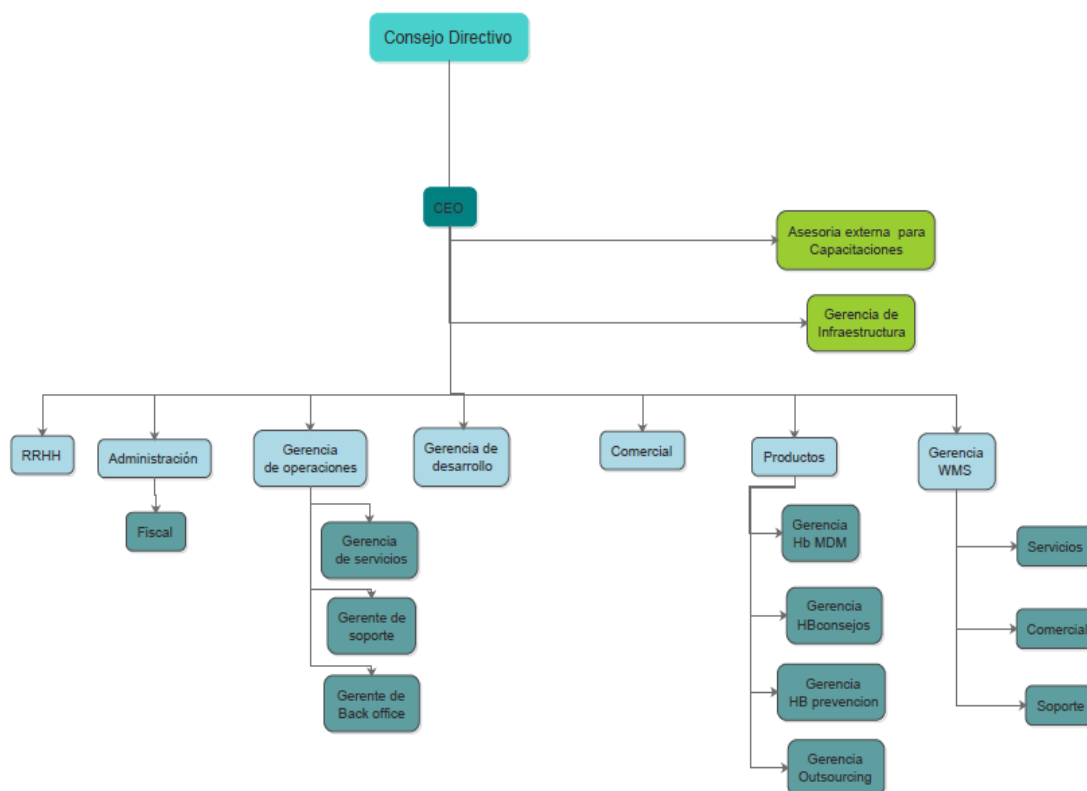 Consejo Directivo
CEO
Asesoria externa para
Capacitaciones
Gerencia de
Infraestructura
RRHH
Administración
Gerencia
de operaciones
Gerencia de
desarrollo
Comercial
Productos
Gerencia
WMS
Fiscal
Gerencia
de servicios
Gerente de
soporte
Gerente de
Back office
Gerencia
Hb MDM
Gerencia
HBconsejos
Gerencia
HB prevencion
Gerencia
Outsourcing
Servicios
Comercial
Soporte